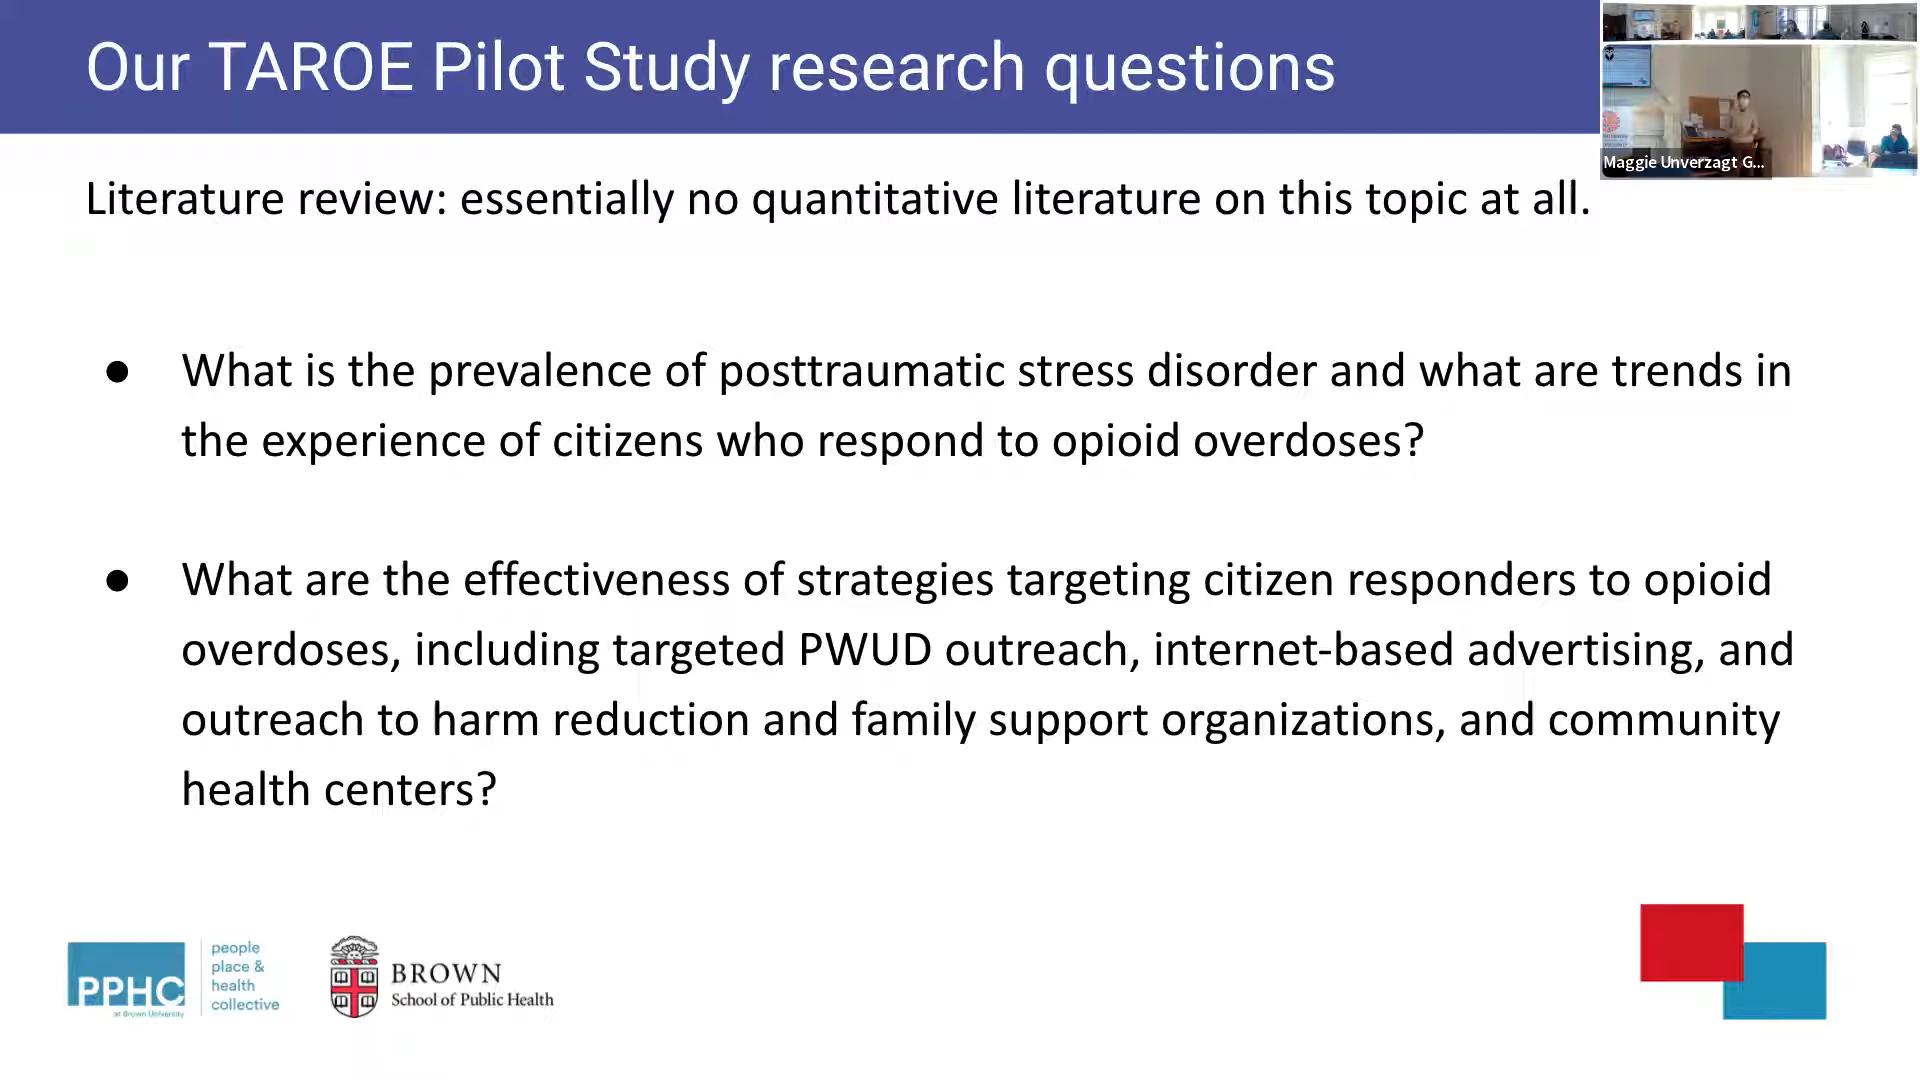 Our TAROE Pilot Study research questions
Maggie Unverzagt G...
Literature review: essentially no quantitative literature on this topic at all.
● What is the prevalence of posttraumatic stress disorder and what are trends in
the experience of citizens who respond to opioid overdoses?
● What are the effectiveness of strategies targeting citizen responders to opioid
overdoses, including targeted PWUD outreach, internet-based advertising, and
outreach to harm reduction and family support organizations, and community
health centers?
PPHC
at Brown University
people
place &
health
collective
BROWN
School of Public Health